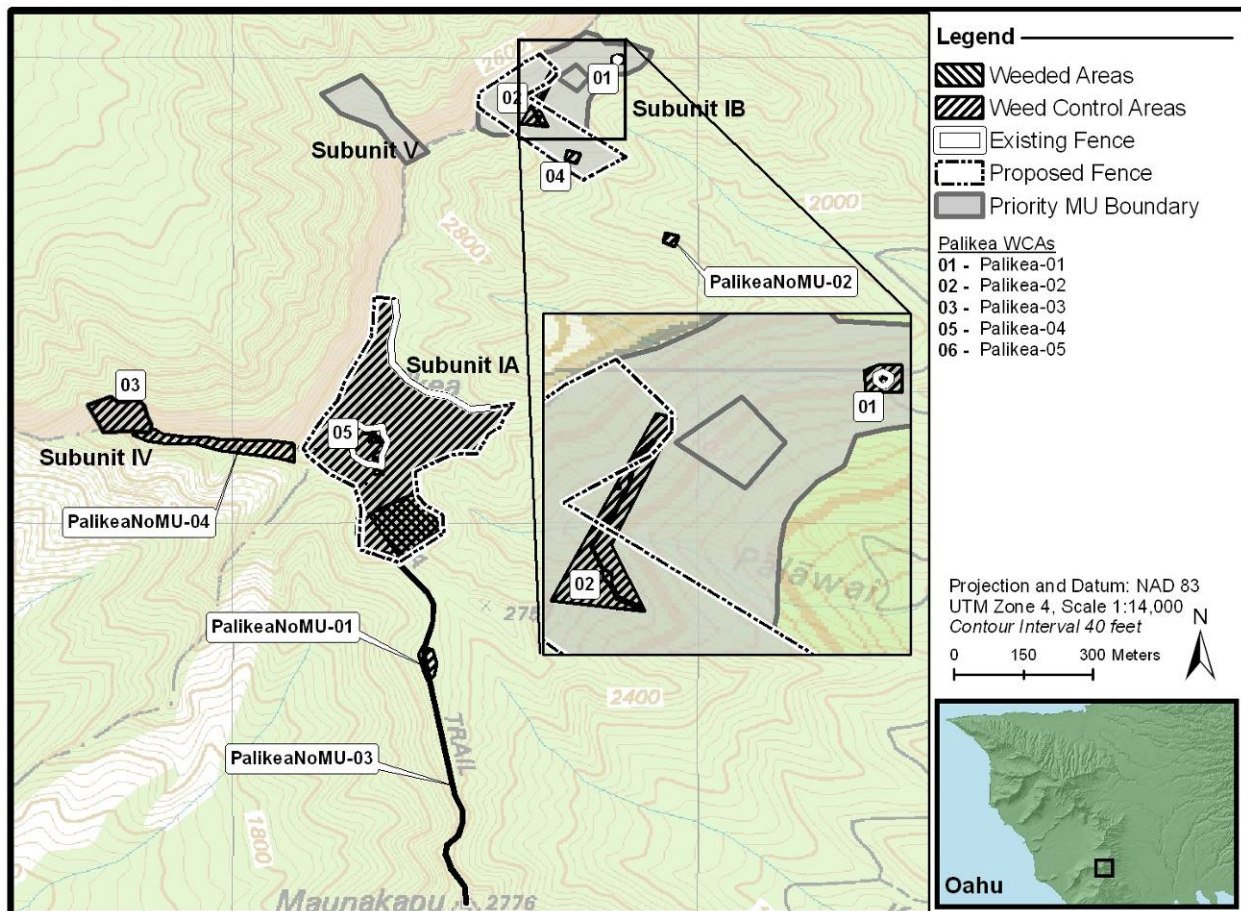 2600
01
02
Subunit IB
Subunit V
04
2000
2800
PalikeaNoMU-02
Subunit IA
03
05
Subunit IV
PalikeaNoMU-04
01
02
Pālāwai
275
PalikeaNoMU-01
2400
TRAIL
PalikeaNoMU-03
1800
Maunakapu
2776
Legend
Weeded Areas
Weed Control Areas
Existing Fence
Proposed Fence
Priority MU Boundary
Palikea WCAs
01 - Palikea-01
02 - Palikea-02
03 - Palikea-03
05 - Palikea-04
06 - Palikea-05
Projection and Datum: NAD 83
UTM Zone 4, Scale 1:14,000
Contour Interval 40 feet
N
0 150 300 Meters
Oahu